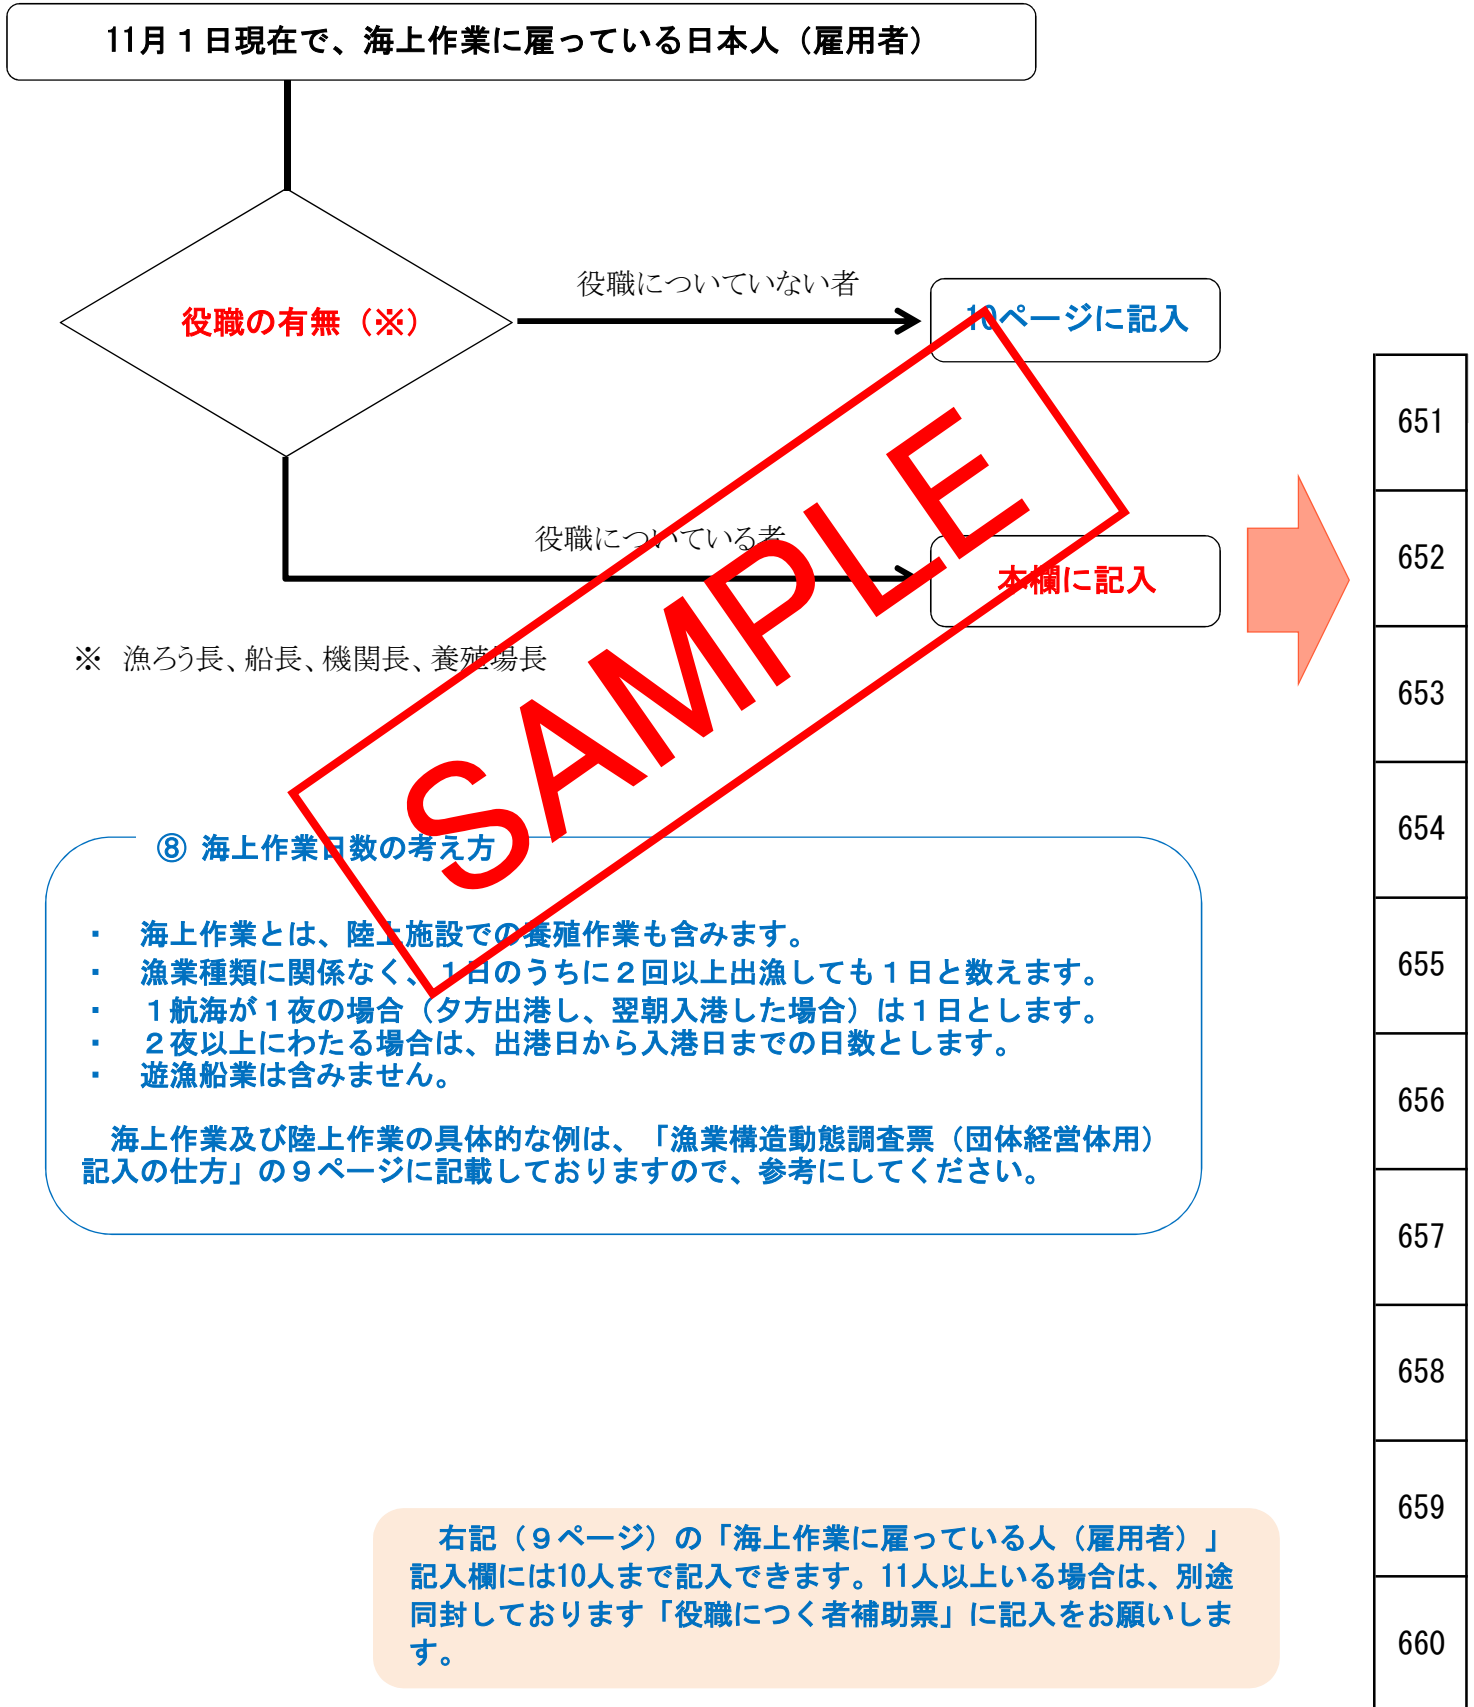 11月１日現在で、海上作業に雇っている日本人（雇用者）
役職の有無（※）
役職についていない者
10ページに記入
役職についている者
本欄に記入
※　漁ろう長、船長、機関長、養殖場長
SAMPLE
⑧ 海上作業日数の考え方
・　海上作業とは、陸上施設での養殖作業も含みます。
・　漁業種類に関係なく、１日のうちに２回以上出漁しても１日と数えます。
・　１航海が１夜の場合（夕方出港し、翌朝入港した場合）は１日とします。
・　２夜以上にわたる場合は、出港日から入港日までの日数とします。
・　遊漁船業は含みません。
海上作業及び陸上作業の具体的な例は、「漁業構造動態調査票（団体経営体用）
記入の仕方」の９ページに記載しておりますので、参考にしてください。
右記（９ページ）の「海上作業に雇っている人（雇用者）」
記入欄には10人まで記入できます。11人以上いる場合は、別途
同封しております「役職につく者補助票」に記入をお願いしま
す。
651
652
653
654
655
656
657
658
659
660